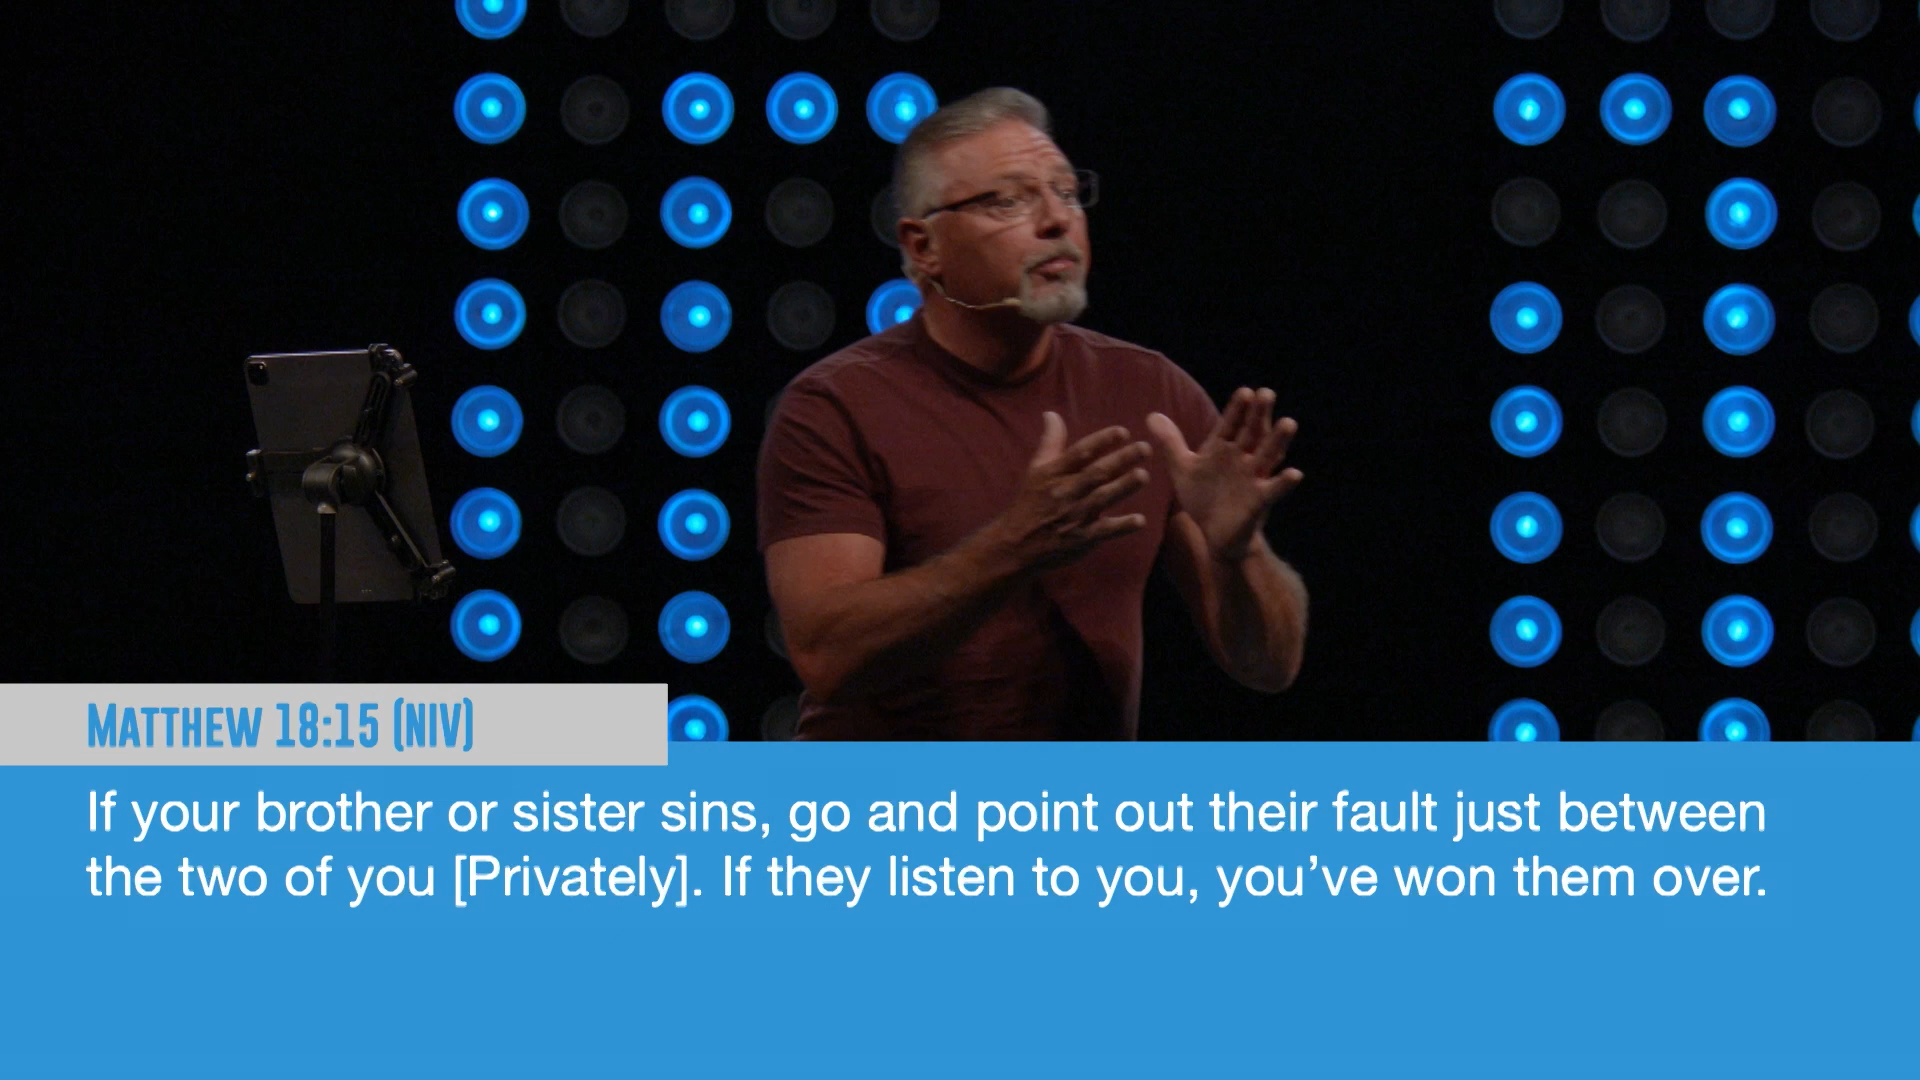 Matthew 18:15 (NIV)
If your brother or sister sins, go and point out their fault just between
the two of you [Privately]. If they listen to you, you’ve won them over.